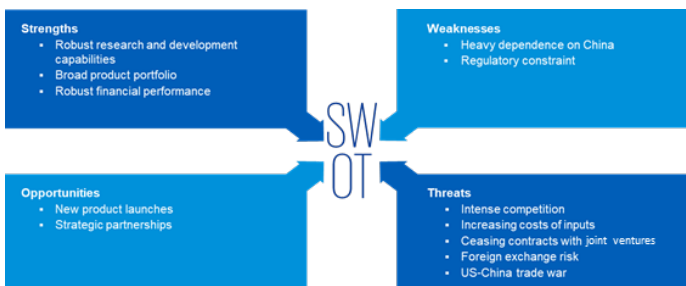 Strengths
▪ Robust research and development
capabilities
▪ Broad product portfolio
▪ Robust financial performance
Weaknesses
▪ Heavy dependence on China
▪ Regulatory constraint
SW
OT
Opportunities
▪ New product launches
▪ Strategic partnerships
Threats
▪ Intense competition
▪ Increasing costs of inputs
▪ Ceasing contracts with joint ventures
▪ Foreign exchange risk
▪ US-China trade war